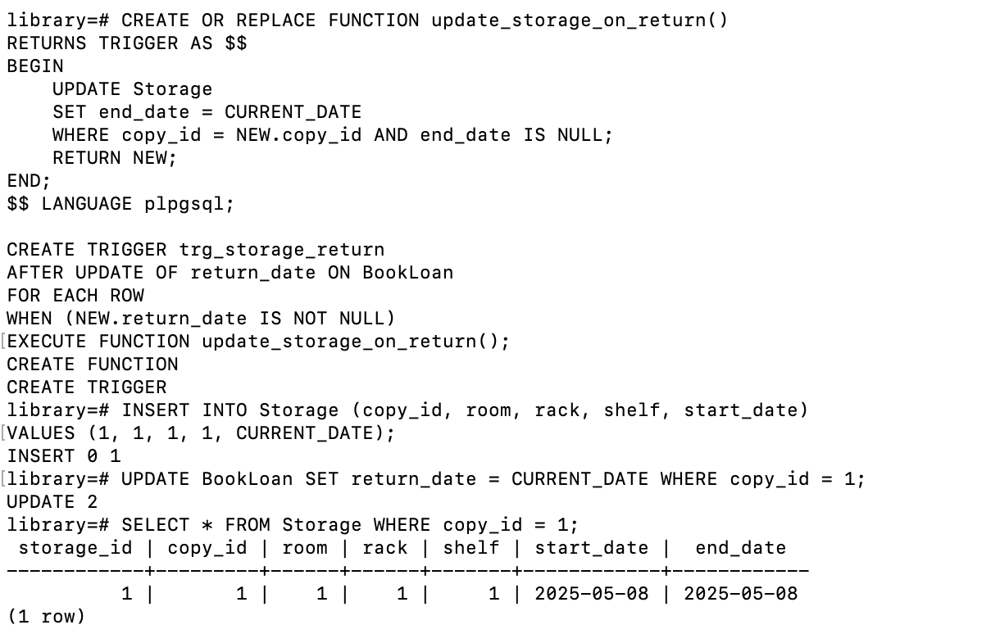 library=# CREATE OR REPLACE FUNCTION update_storage_on_return()
RETURNS TRIGGER AS $$
BEGIN
    UPDATE Storage
    SET end_date = CURRENT_DATE
    WHERE copy_id = NEW.copy_id AND end_date IS NULL;
    RETURN NEW;
END;
$$ LANGUAGE plpgsql;

CREATE TRIGGER trg_storage_return
AFTER UPDATE OF return_date ON BookLoan
FOR EACH ROW
WHEN (NEW.return_date IS NOT NULL)
[EXECUTE FUNCTION update_storage_on_return();
CREATE FUNCTION
CREATE TRIGGER
library=# INSERT INTO Storage (copy_id, room, rack, shelf, start_date)
[VALUES (1, 1, 1, 1, CURRENT_DATE);
INSERT 0 1
[library=# UPDATE BookLoan SET return_date = CURRENT_DATE WHERE copy_id = 1;
UPDATE 2
library=# SELECT * FROM Storage WHERE copy_id = 1;
 storage_id | copy_id | room | rack | shelf | start_date |  end_date
------------+---------+------+------+-------+------------+------------
          1 |       1 |    1 |    1 |     1 | 2025-05-08 | 2025-05-08
(1 row)